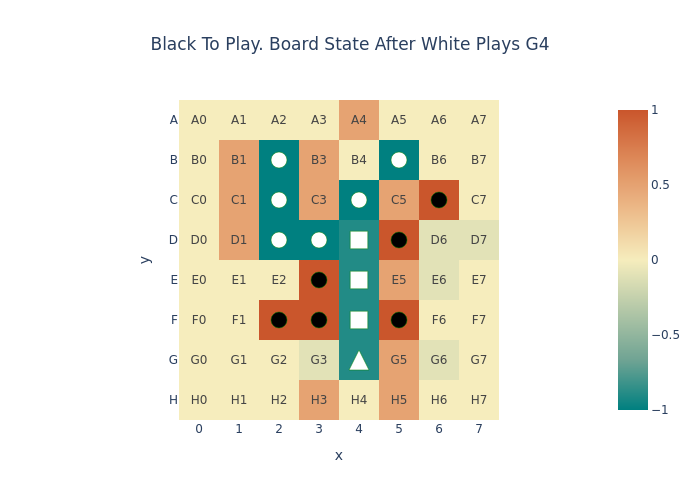 Black To Play. Board State After White Plays G4
A A0 A1 A2 A3 A4 A5 A6 A7
B B0 B1 B3 B4 B6 B7
C C0 C1 C3 C5 C7
D D0 D1 D6 D7
E E0 E1 E2 E5 E6 E7
F F0 F1 F6 F7
G G0 G1 G2 G3 G5 G6 G7
H H0 H1 H2 H3 H4 H5 H6 H7
0 1 2 3 4 5 6 7
x
y
1
0.5
0
−0.5
−1